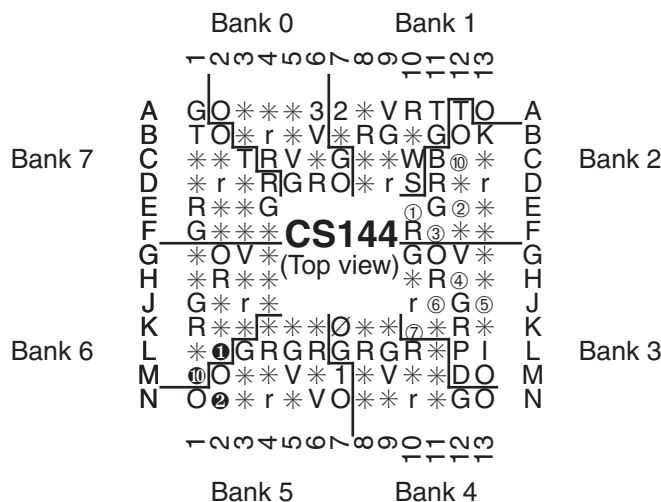 Bank 0 Bank 1
1 2 3 4 5 6 7 8 9 10 11 12 13
A G O ✳ ✳ ✳ 3 2 ✳ V R T T O A
B T O ✳ r ✳ V ✳ R G ✳ G O K B
Bank 7 C ✳ ✳ T R V ✳ G ✳ ✳ W B ⑩ ✳ C Bank 2
D ✳ r ✳ R G R O ✳ r S R ✳ r D
E R ✳ ✳ G ① G ② ✳ E
F G ✳ ✳ ✳ CS144 R ③ ✳ ✳ F
G ✳ O V ✳ (Top view) G O V ✳ G
H ✳ R ✳ ✳ ✳ R ④ ✳ H
J G ✳ r ✳ r ⑥ G ⑤ J
K R ✳ ✳ ✳ ✳ ✳ Ø ✳ ✳ ⑦ ✳ R ✳ K
Bank 6 L ✳ ❶ G R G R G R G R ✳ P I L Bank 3
M ❿ O ✳ ✳ V ✳ 1 ✳ V ✳ ✳ D O M
N O ❷ ✳ r ✳ V O ✳ ✳ r ✳ G O N
1 2 3 4 5 6 7 8 9 10 11 12 13
Bank 5 Bank 4